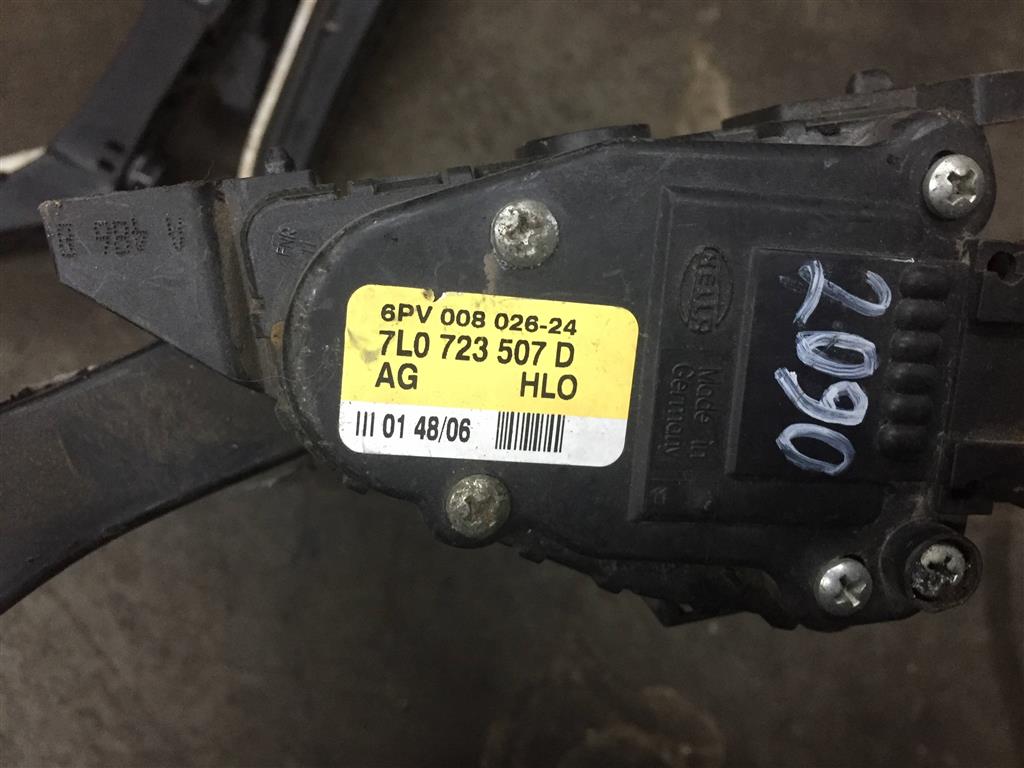 6PV 008 026-24
7L0 723 507 D
AG HLO
III 01 48/06
Hella
Made in
Germany
2090